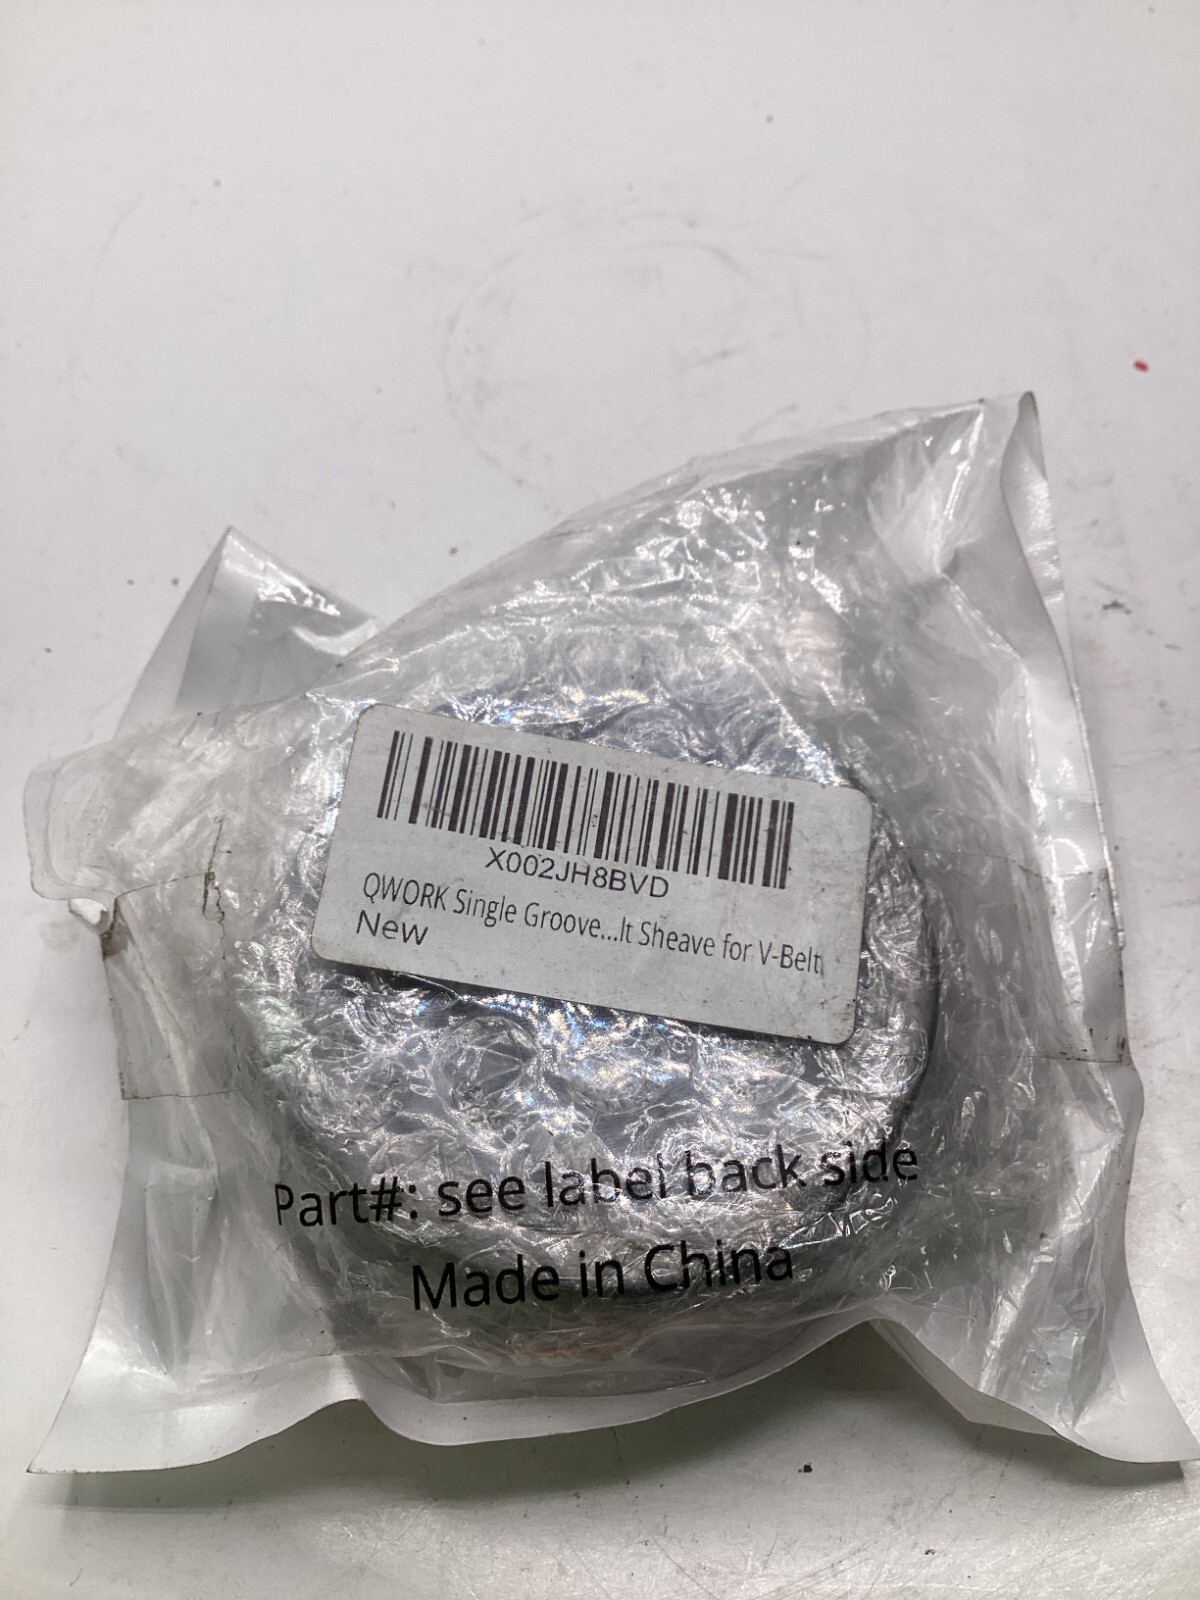 X002JH8BVD
QWORK Single Groove...lt Sheave for V-Belt
New
Part#: see label back side
Made in China